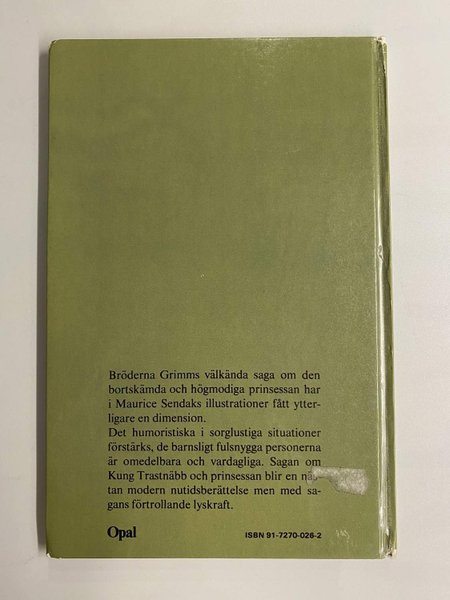 Bröderna Grimms välkända saga om den
bortskämda och högmodiga prinsessan har
i Maurice Sendaks illustrationer fått ytter-
ligare en dimension.
Det humoristiska i sorglustiga situationer
förstärks, de barnsligt fulsnygga personerna
är omedelbara och vardagliga. Sagan om
Kung Trastnäbb och prinsessan blir en näs-
tan modern nutidsberättelse men med sa-
gans förtrollande lyskraft.
Opal
ISBN 91-7270-026-2